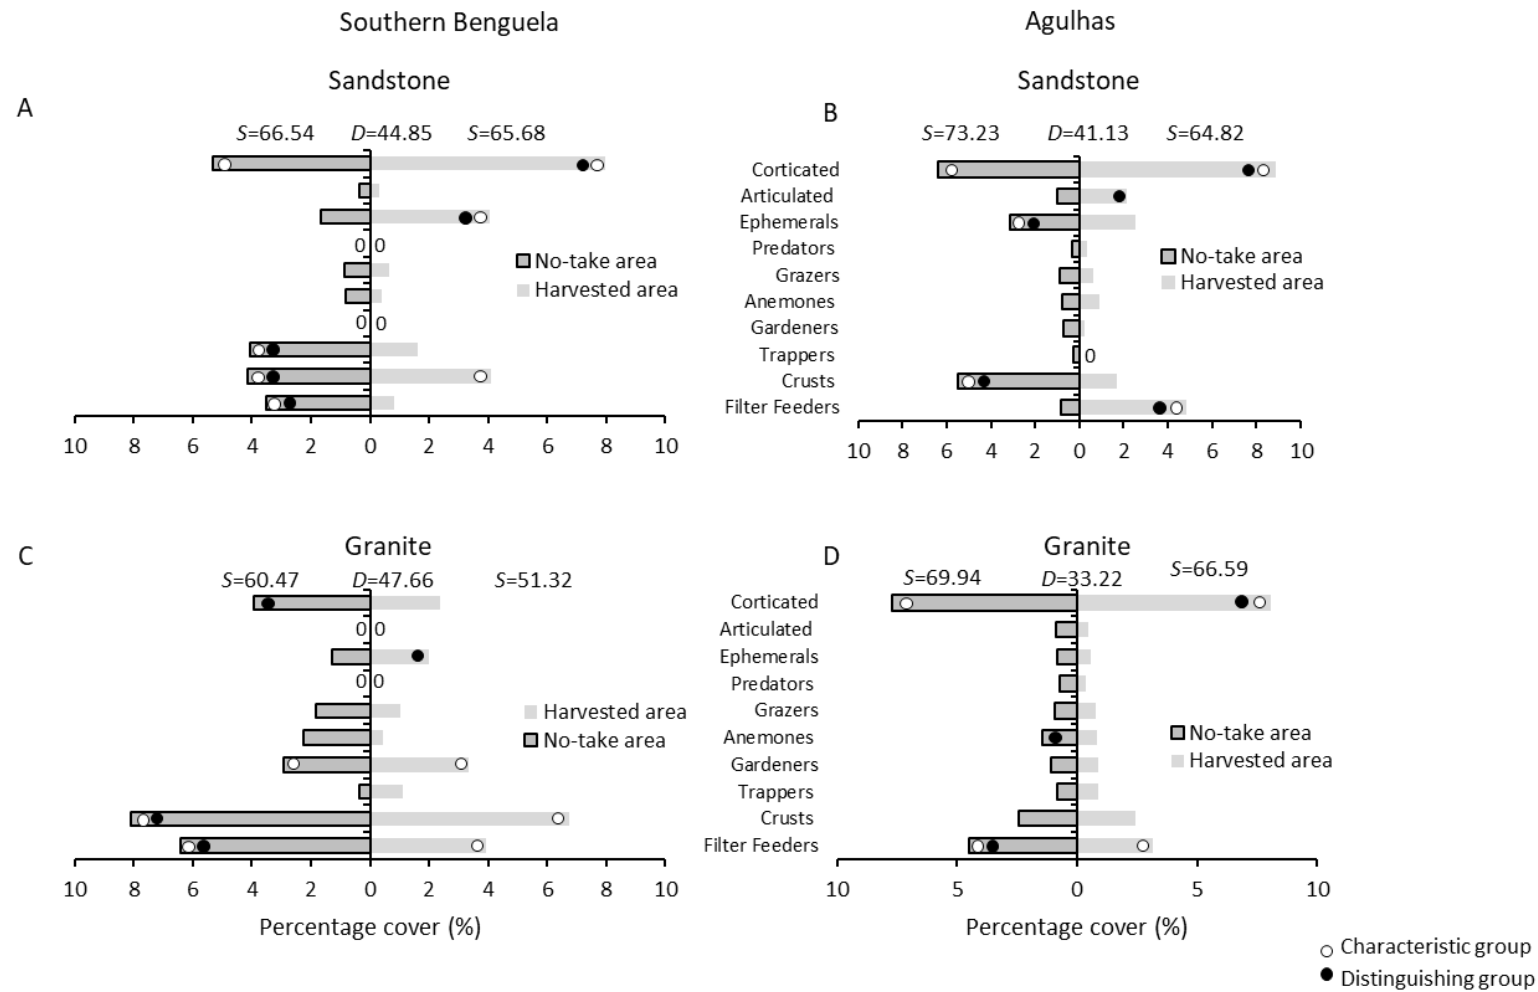 Southern Benguela
Agulhas
Sandstone
Sandstone
A
B
S=66.54 D=44.85 S=65.68
S=73.23 D=41.13 S=64.82
0 0
0 0
No-take area
Harvested area
Corticated
Articulated
Ephemerals
Predators
Grazers
Anemones
Gardeners
Trappers
Crusts
Filter Feeders
0
No-take area
Harvested area
10 8 6 4 2 0 2 4 6 8 10
10 8 6 4 2 0 2 4 6 8 10
C
Granite
D
Granite
S=60.47 D=47.66 S=51.32
S=69.94 D=33.22 S=66.59
0 0
0 0
Harvested area
No-take area
Corticated
Articulated
Ephemerals
Predators
Grazers
Anemones
Gardeners
Trappers
Crusts
Filter Feeders
No-take area
Harvested area
10 8 6 4 2 0 2 4 6 8 10
10 5 0 5 10
Percentage cover (%)
Percentage cover (%)
Characteristic group
Distinguishing group